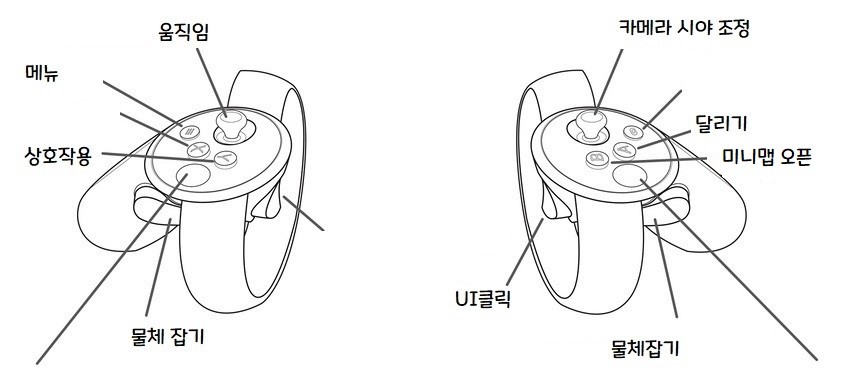 움직임
메뉴
X
상호작용
Y
물체 잡기
카메라 시야 조정
달리기
A
미니맵 오픈
B
UI클릭
물체잡기